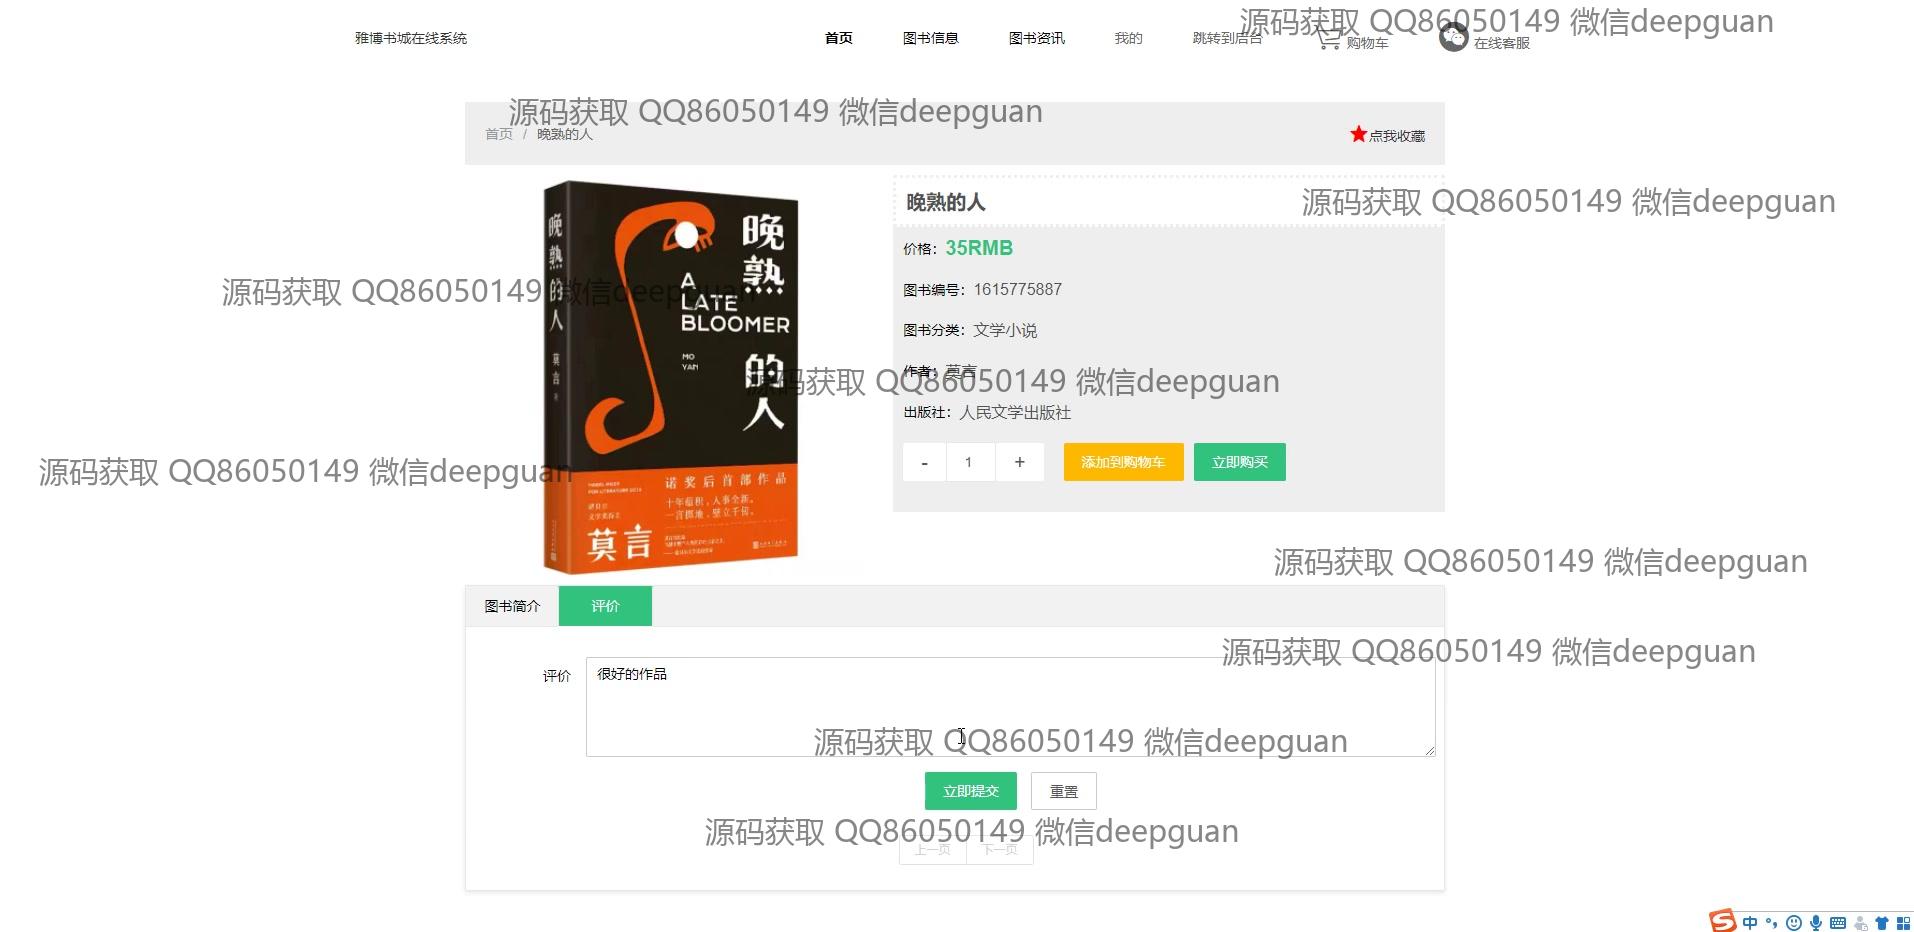 雅博书城在线系统
首页
图书信息
图书资讯
我的
跳转到后台
购物车
在线客服
源码获取 QQ86050149 微信deepguan
源码获取 QQ86050149 微信deepguan
首页 / 晚熟的人
点我收藏
晚熟的人
源码获取 QQ86050149 微信deepguan
价格：35RMB
图书编号：1615775887
源码获取 QQ86050149 微信deepguan
图书分类：文学小说
作者：莫言
源码获取 QQ86050149 微信deepguan
出版社：人民文学出版社
- 1 +
添加到购物车
立即购买
源码获取 QQ86050149 微信deepguan
晚熟的人
莫言
晚熟的人
A
LATE
BLOOMER
MO
YAN
诺奖后首部作品
十年蕴积，人事全新。
一言掷地，壁立千仞。
莫言
源码获取 QQ86050149 微信deepguan
图书简介
评价
源码获取 QQ86050149 微信deepguan
评价
很好的作品
源码获取 QQ86050149 微信deepguan
立即提交
重置
源码获取 QQ86050149 微信deepguan
上一页
下一页
中